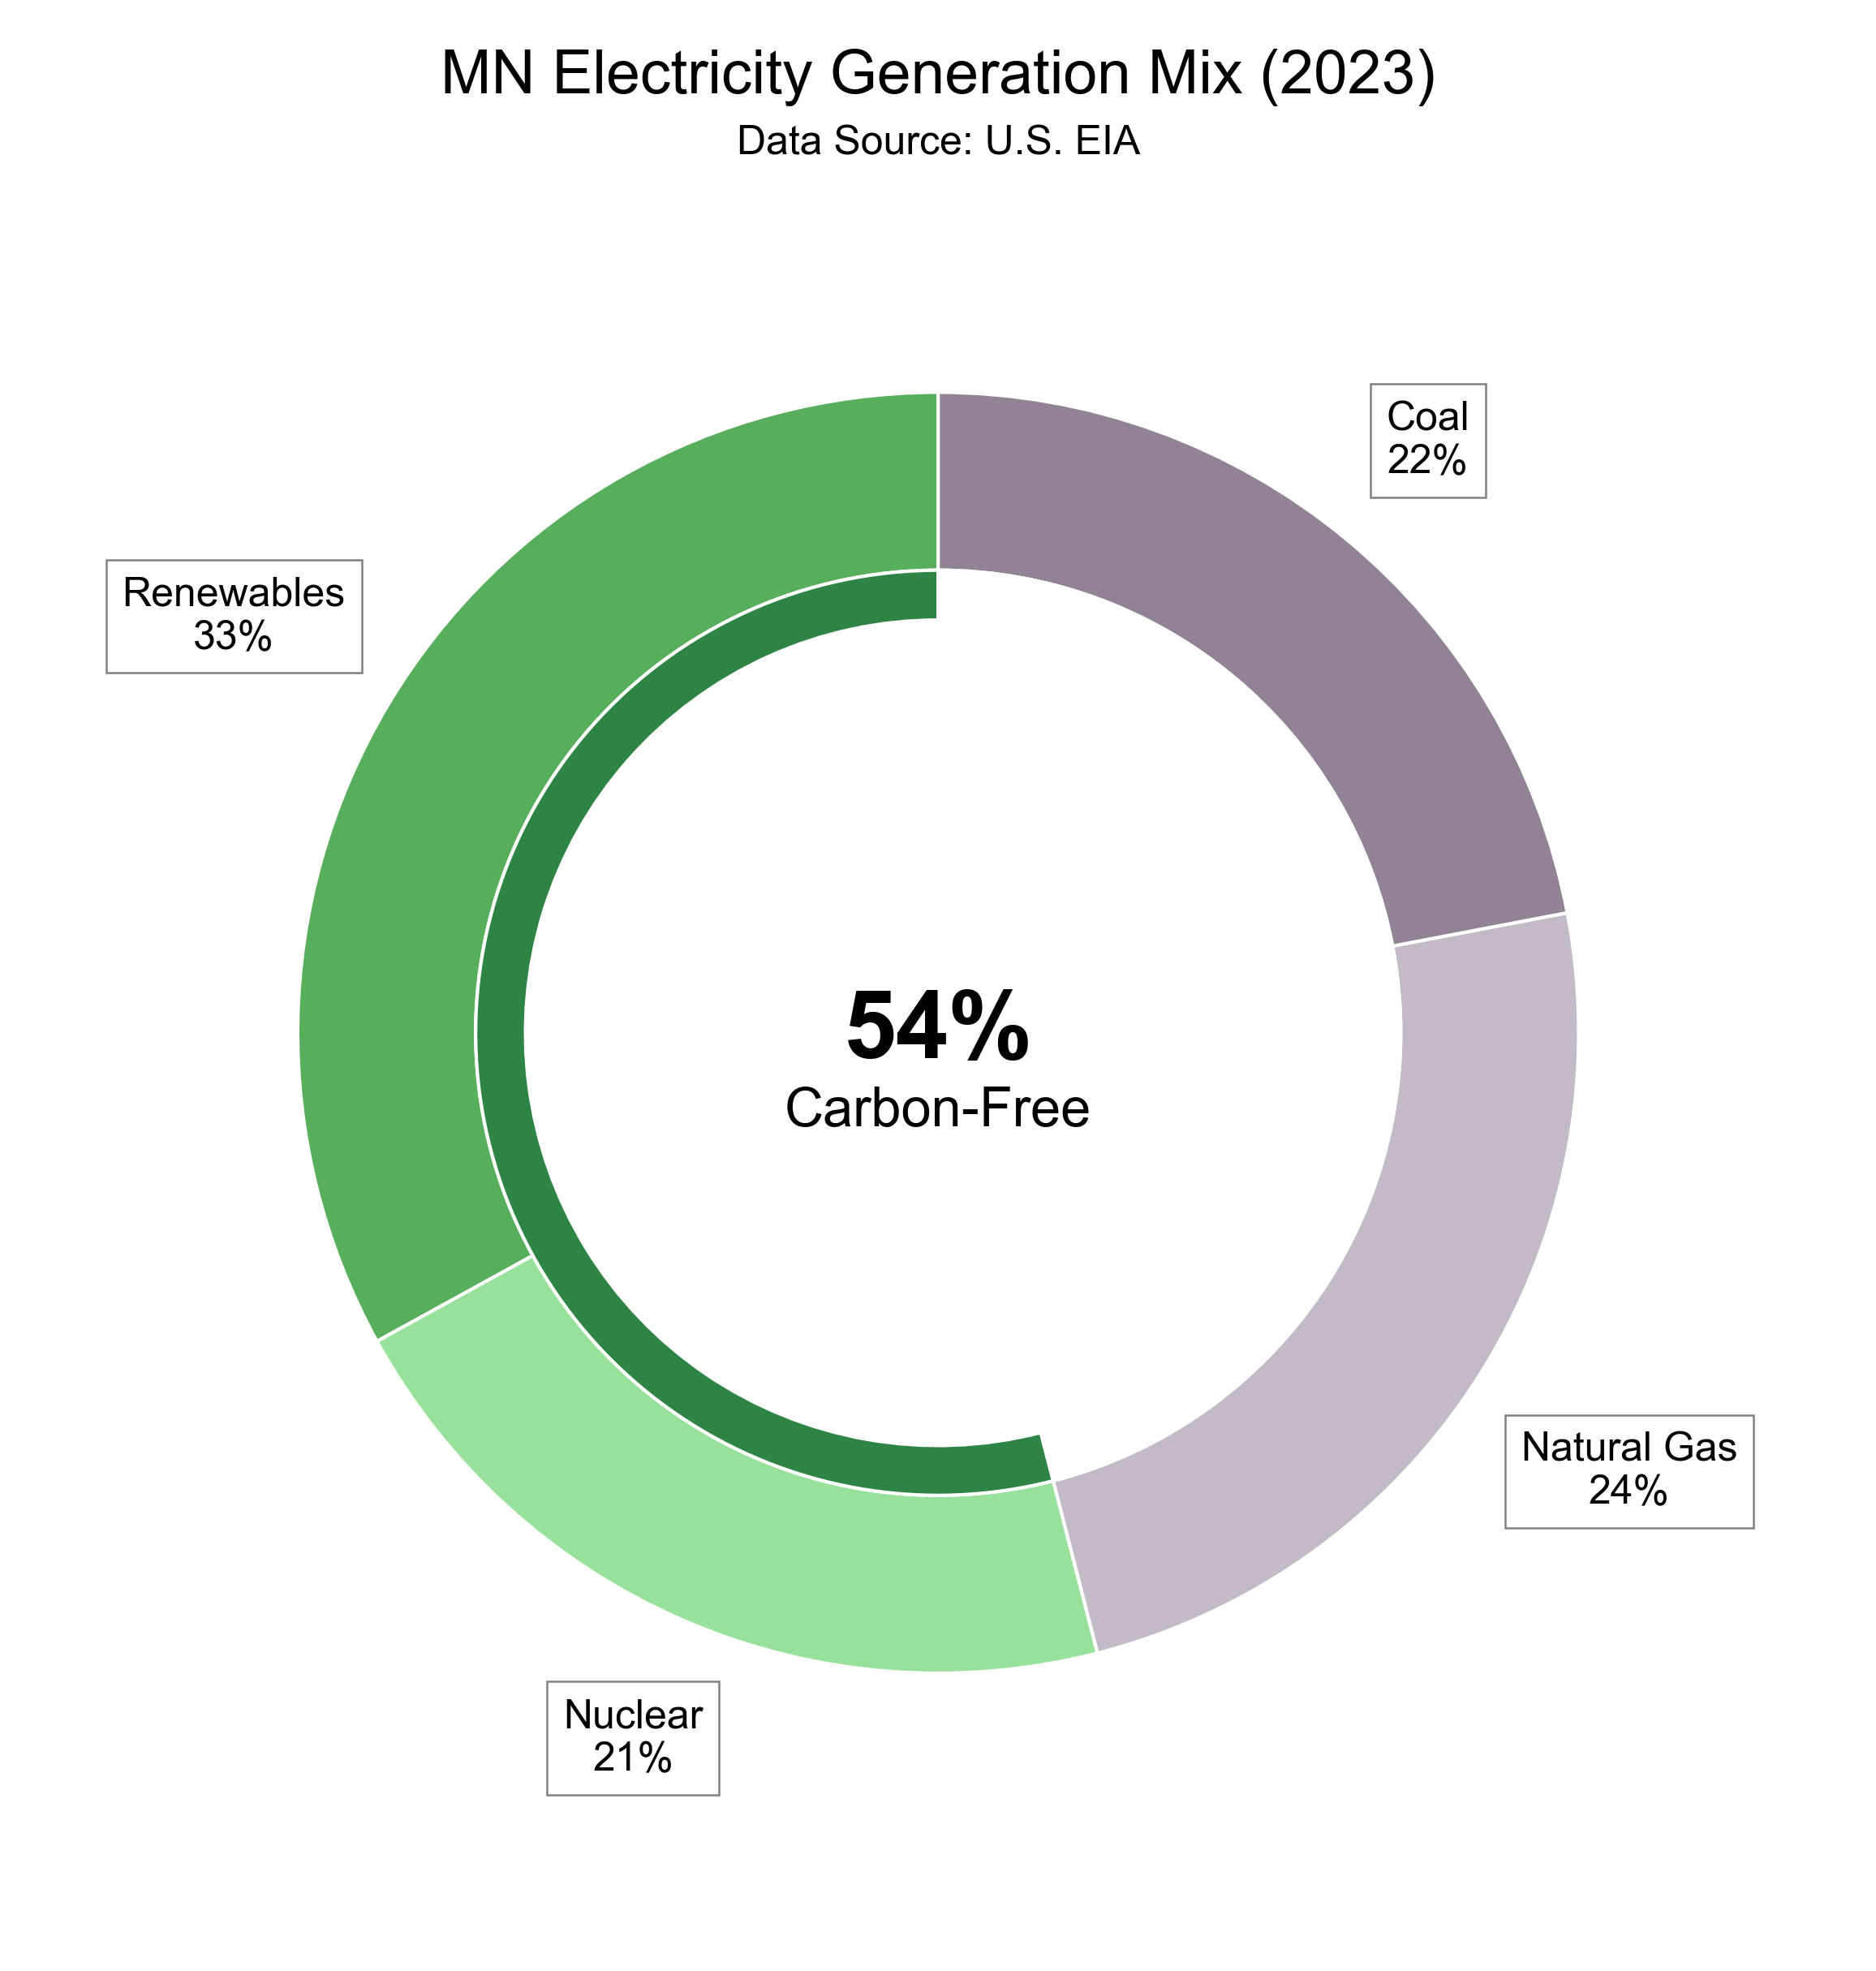 MN Electricity Generation Mix (2023)
Data Source: U.S. EIA
Coal
22%
Renewables
33%
54%
Carbon-Free
Natural Gas
24%
Nuclear
21%